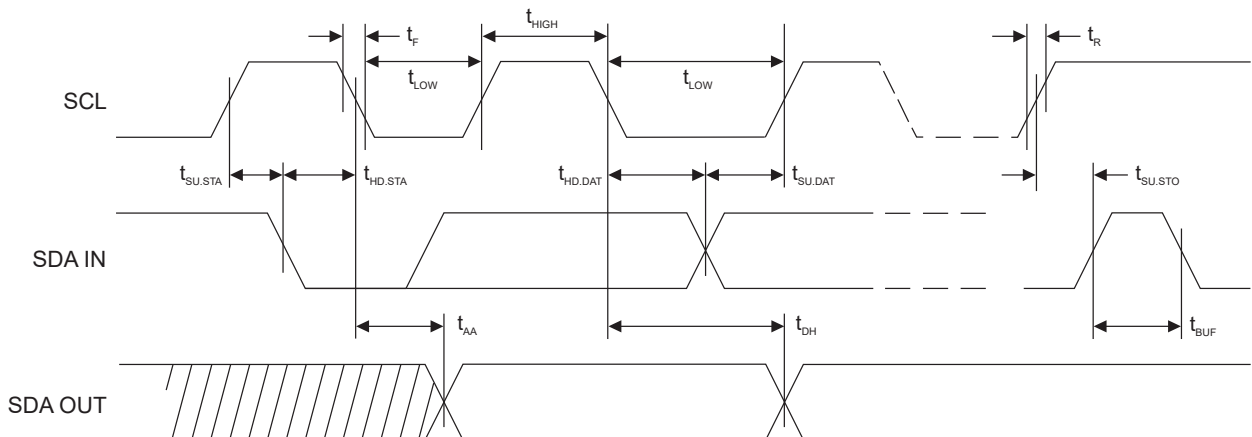 t_HIGH
t_F
t_R
t_LOW
t_LOW
SCL
t_SU.STA
t_HD.STA
t_HD.DAT
t_SU.DAT
t_SU.STO
SDA IN
t_AA
t_DH
t_BUF
SDA OUT